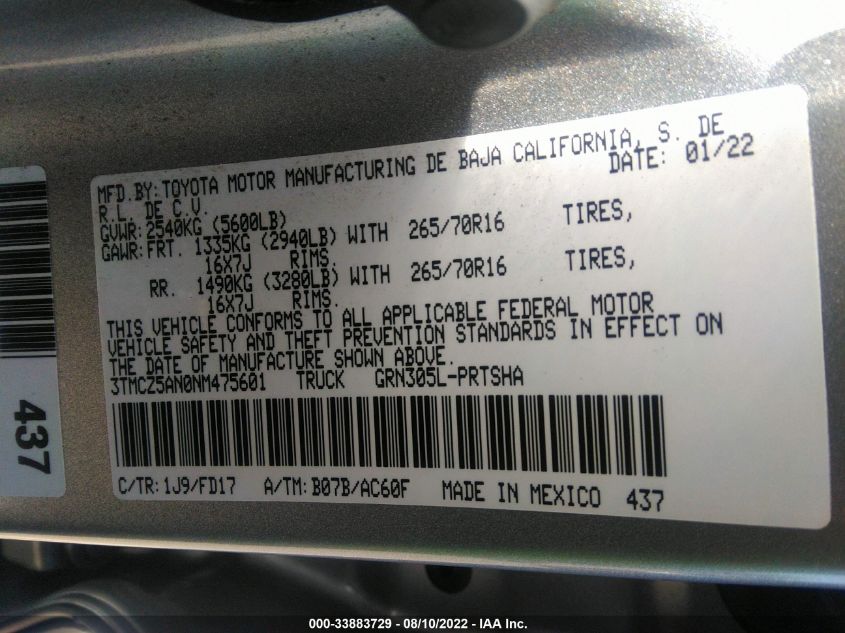 MFD.BY:TOYOTA MOTOR MANUFACTURING DE BAJA CALIFORNIA, S. DE
R.L. DE C.V. DATE: 01/22
GVWR:2540KG (5600LB)
GAWR:FRT. 1335KG (2940LB) WITH 265/70R16 TIRES,
16X7J RIMS.
RR. 1490KG (3280LB) WITH 265/70R16 TIRES,
16X7J RIMS.
THIS VEHICLE CONFORMS TO ALL APPLICABLE FEDERAL MOTOR
VEHICLE SAFETY AND THEFT PREVENTION STANDARDS IN EFFECT ON
THE DATE OF MANUFACTURE SHOWN ABOVE.
3TMCZ5AN0NM475601 TRUCK GRN305L-PRTSHA
C/TR:1J9/FD17 A/TM:B07B/AC60F MADE IN MEXICO 437
437
000-33883729 - 08/10/2022 - IAA Inc.